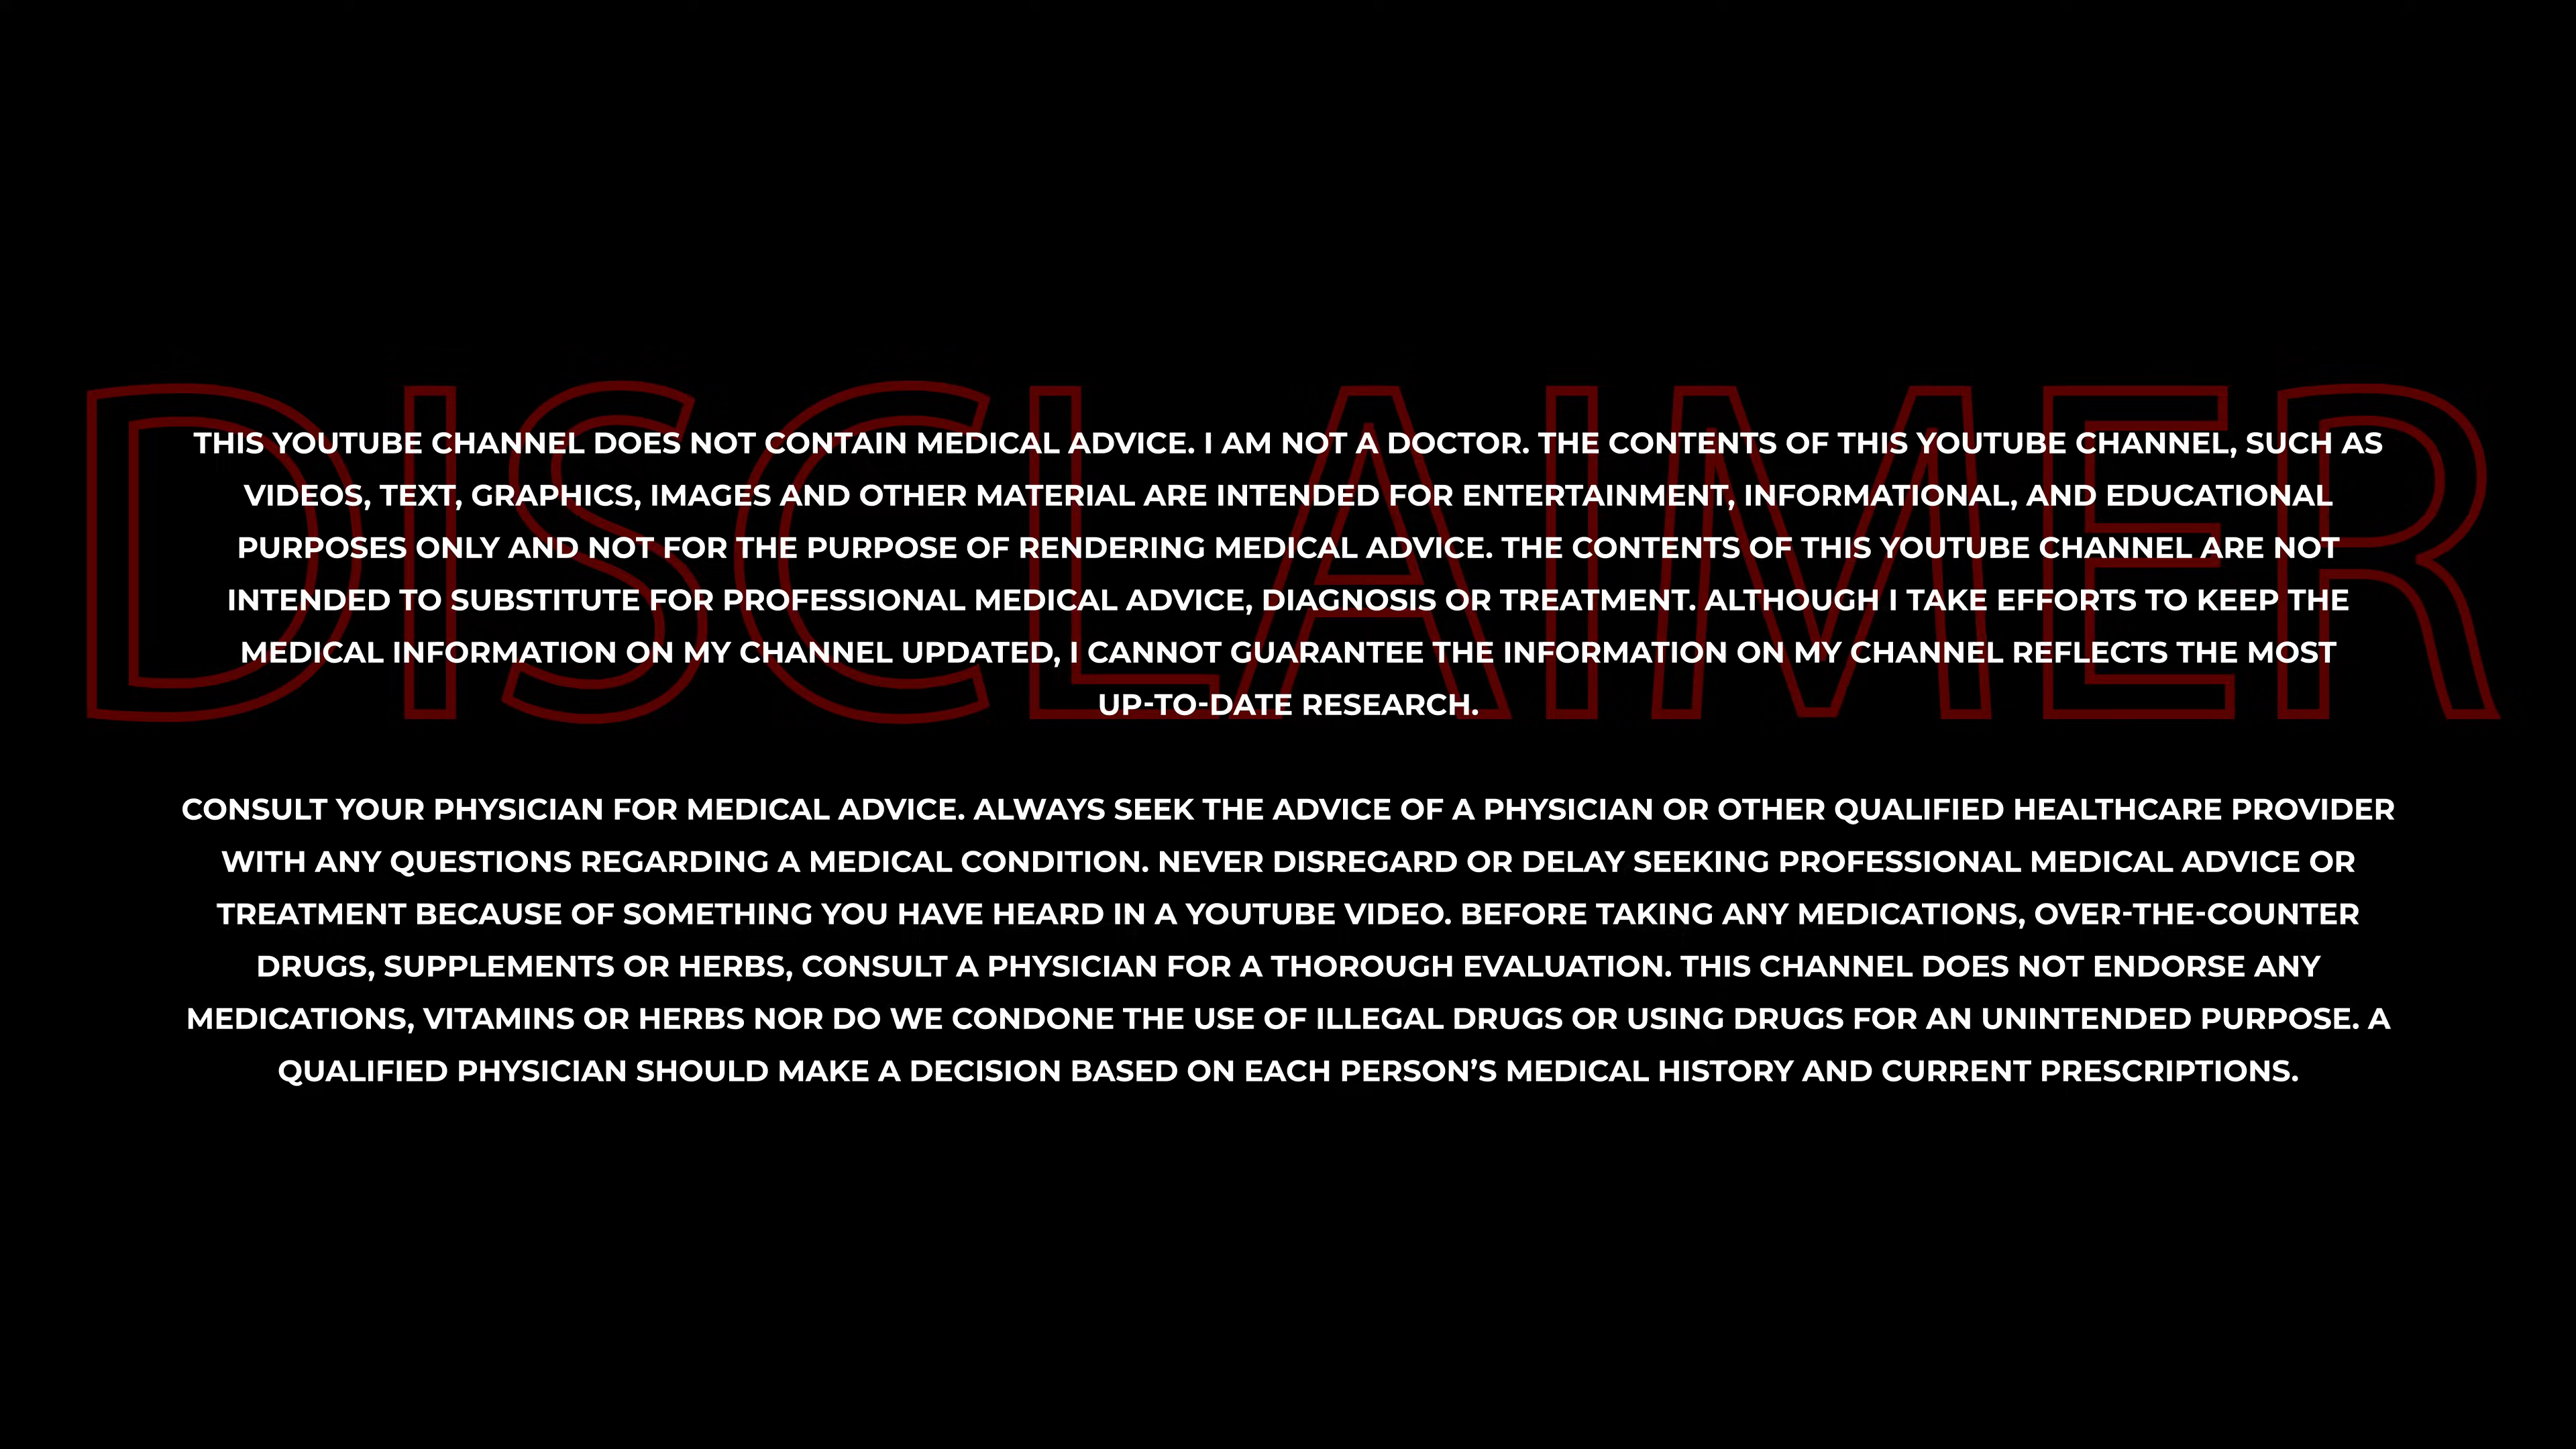 DISCLAIMER
THIS YOUTUBE CHANNEL DOES NOT CONTAIN MEDICAL ADVICE. I AM NOT A DOCTOR. THE CONTENTS OF THIS YOUTUBE CHANNEL, SUCH AS
VIDEOS, TEXT, GRAPHICS, IMAGES AND OTHER MATERIAL ARE INTENDED FOR ENTERTAINMENT, INFORMATIONAL, AND EDUCATIONAL
PURPOSES ONLY AND NOT FOR THE PURPOSE OF RENDERING MEDICAL ADVICE. THE CONTENTS OF THIS YOUTUBE CHANNEL ARE NOT
INTENDED TO SUBSTITUTE FOR PROFESSIONAL MEDICAL ADVICE, DIAGNOSIS OR TREATMENT. ALTHOUGH I TAKE EFFORTS TO KEEP THE
MEDICAL INFORMATION ON MY CHANNEL UPDATED, I CANNOT GUARANTEE THE INFORMATION ON MY CHANNEL REFLECTS THE MOST
UP-TO-DATE RESEARCH.
CONSULT YOUR PHYSICIAN FOR MEDICAL ADVICE. ALWAYS SEEK THE ADVICE OF A PHYSICIAN OR OTHER QUALIFIED HEALTHCARE PROVIDER
WITH ANY QUESTIONS REGARDING A MEDICAL CONDITION. NEVER DISREGARD OR DELAY SEEKING PROFESSIONAL MEDICAL ADVICE OR
TREATMENT BECAUSE OF SOMETHING YOU HAVE HEARD IN A YOUTUBE VIDEO. BEFORE TAKING ANY MEDICATIONS, OVER-THE-COUNTER
DRUGS, SUPPLEMENTS OR HERBS, CONSULT A PHYSICIAN FOR A THOROUGH EVALUATION. THIS CHANNEL DOES NOT ENDORSE ANY
MEDICATIONS, VITAMINS OR HERBS NOR DO WE CONDONE THE USE OF ILLEGAL DRUGS OR USING DRUGS FOR AN UNINTENDED PURPOSE. A
QUALIFIED PHYSICIAN SHOULD MAKE A DECISION BASED ON EACH PERSON’S MEDICAL HISTORY AND CURRENT PRESCRIPTIONS.